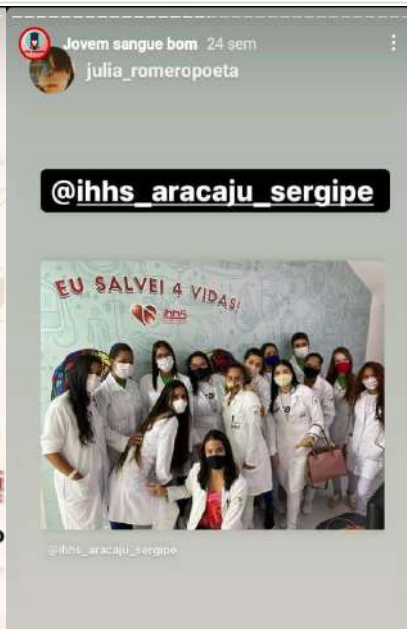 Jovem sangue bom 24 sem
julia_romeropoeta
@ihhs_aracaju_sergipe
EU SALVEI 4 VIDAS!
ihhS
@ihhs_aracaju_sergipe